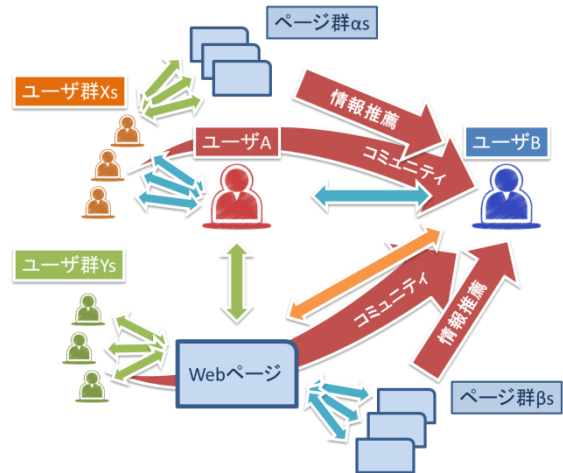 ページ群αs
ユーザ群Xs
情報推薦
ユーザA
ユーザB
コミュニティ
ユーザ群Ys
コミュニティ
情報推薦
Webページ
ページ群βs